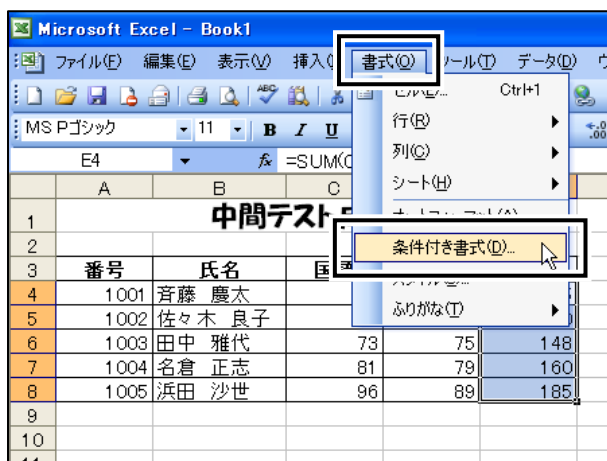 Microsoft Excel - Book1
ファイル(F) 編集(E) 表示(V) 挿入( 書式(O) ツール(T) データ(D)
MS Pゴシック 11 B I U
セル(E)... Ctrl+1
行(R)
列(C)
シート(H)
条件付き書式(D)...
ふりがな(T)
E4 fx =SUM(C
A B C
1 中間テスト
2
3 番号 氏名 国
4 1001 斉藤 慶太
5 1002 佐々木 良子
6 1003 田中 雅代 73 75 148
7 1004 名倉 正志 81 79 160
8 1005 浜田 沙世 96 89 185
9
10